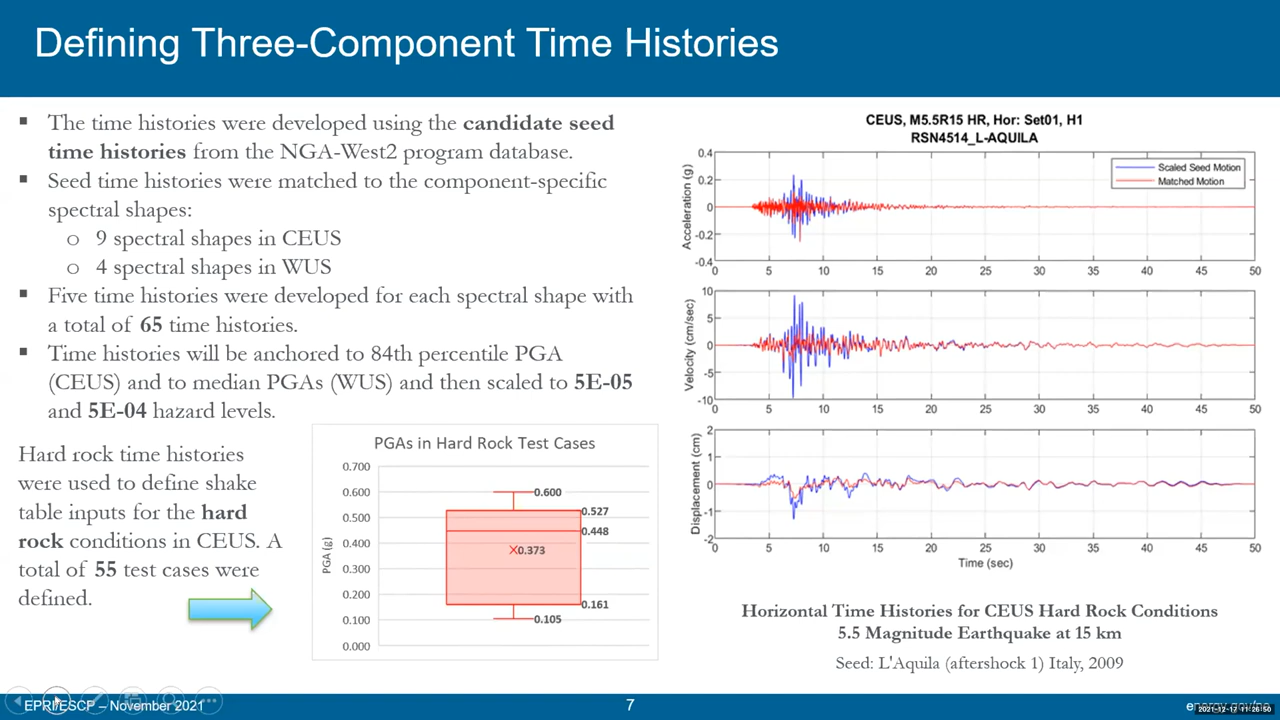 Defining Three-Component Time Histories
▪ The time histories were developed using the candidate seed
time histories from the NGA-West2 program database.
▪ Seed time histories were matched to the component-specific
spectral shapes:
o 9 spectral shapes in CEUS
o 4 spectral shapes in WUS
▪ Five time histories were developed for each spectral shape with
a total of 65 time histories.
▪ Time histories will be anchored to 84th percentile PGA
(CEUS) and to median PGAs (WUS) and then scaled to 5E-05
and 5E-04 hazard levels.
Hard rock time histories
were used to define shake
table inputs for the hard
rock conditions in CEUS. A
total of 55 test cases were
defined.
PGAs in Hard Rock Test Cases
PGA (g)
0.700
0.600
0.500
0.400
0.300
0.200
0.100
0.000
0.600
0.527
0.448
0.373
0.161
0.105
CEUS, M5.5R15 HR, Hor: Set01, H1
RSN4514_L-AQUILA
Scaled Seed Motion
Matched Motion
Acceleration (g)
0.4
0.2
0
-0.2
-0.4
0 5 10 15 20 25 30 35 40 45 50
Velocity (cm/sec)
10
5
0
-5
-10
0 5 10 15 20 25 30 35 40 45 50
Displacement (cm)
2
1
0
-1
-2
0 5 10 15 20 25 30 35 40 45 50
Time (sec)
Horizontal Time Histories for CEUS Hard Rock Conditions
5.5 Magnitude Earthquake at 15 km
Seed: L'Aquila (aftershock 1) Italy, 2009
EPRI/ESCP – November 2021
7
energy.gov/ne
2021-12-17 11:26:50